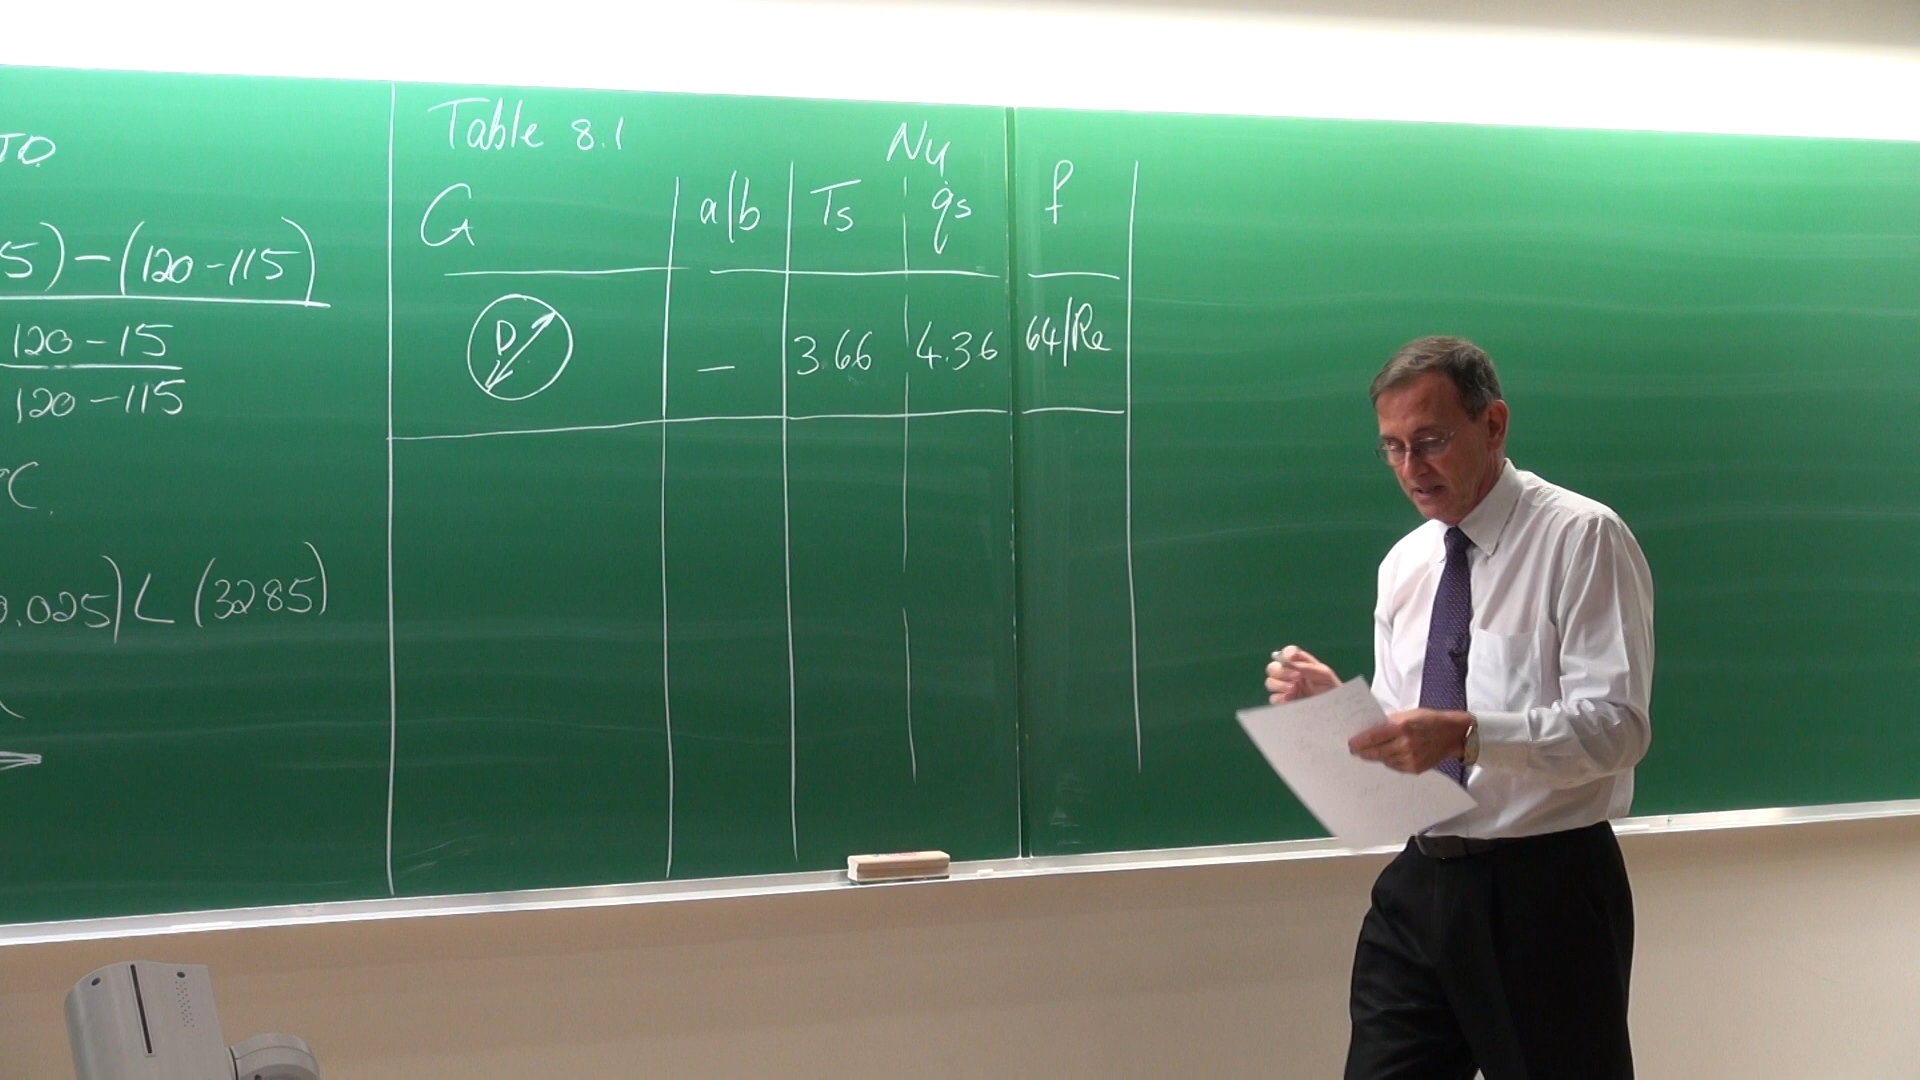 5) - (120 - 115)
120 - 15
120 - 115
°C.
0.025) L (3285)
Table 8.1
Nu
G a/b Ts q̇s f
D — 3.66 4.36 64/Re